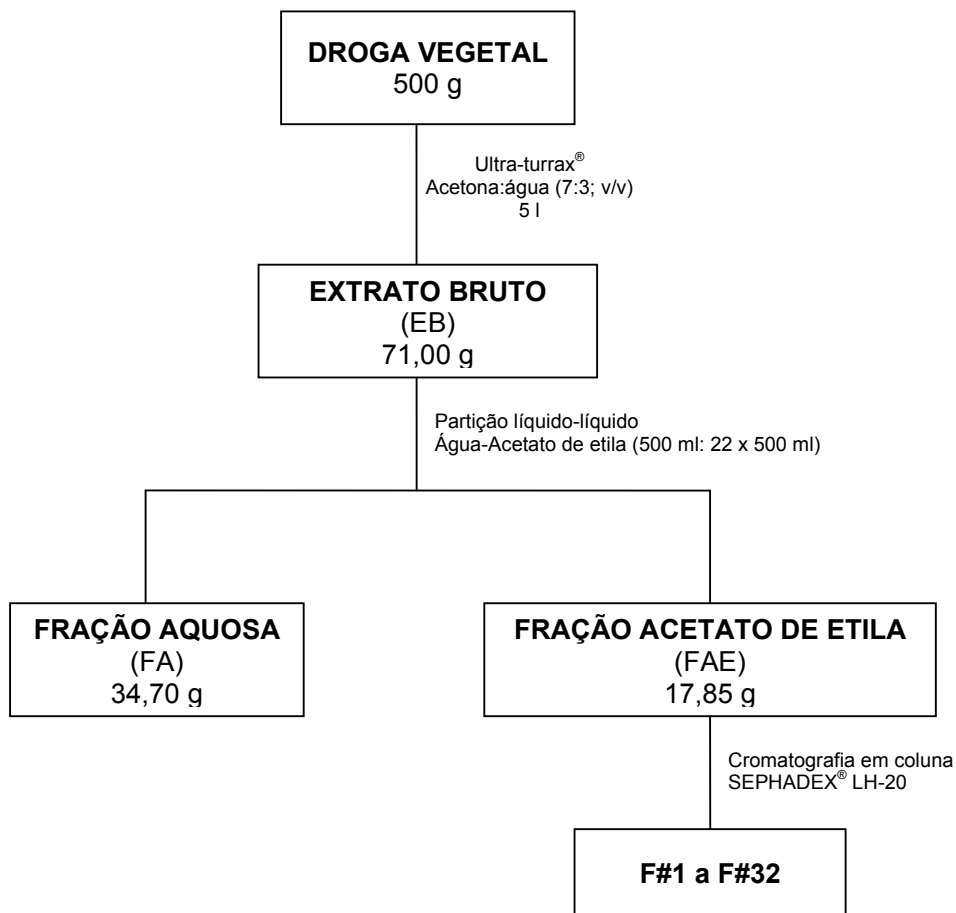 DROGA VEGETAL
500 g
Ultra-turrax®
Acetona:água (7:3; v/v)
5 l
EXTRATO BRUTO
(EB)
71,00 g
Partição líquido-líquido
Água-Acetato de etila (500 ml: 22 x 500 ml)
FRAÇÃO AQUOSA
(FA)
34,70 g
FRAÇÃO ACETATO DE ETILA
(FAE)
17,85 g
Cromatografia em coluna
SEPHADEX® LH-20
F#1 a F#32